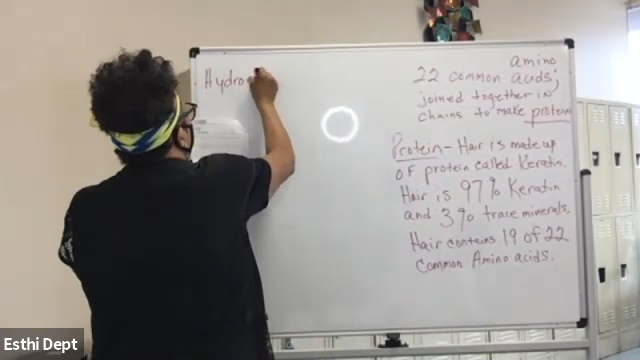 Hydro
amino
22 common acids;
joined together in
chains to make protein
Protein - Hair is made up
of protein called Keratin.
Hair is 97% Keratin
and 3% trace minerals.
Hair contains 19 of 22
Common Amino acids.
Esthi Dept